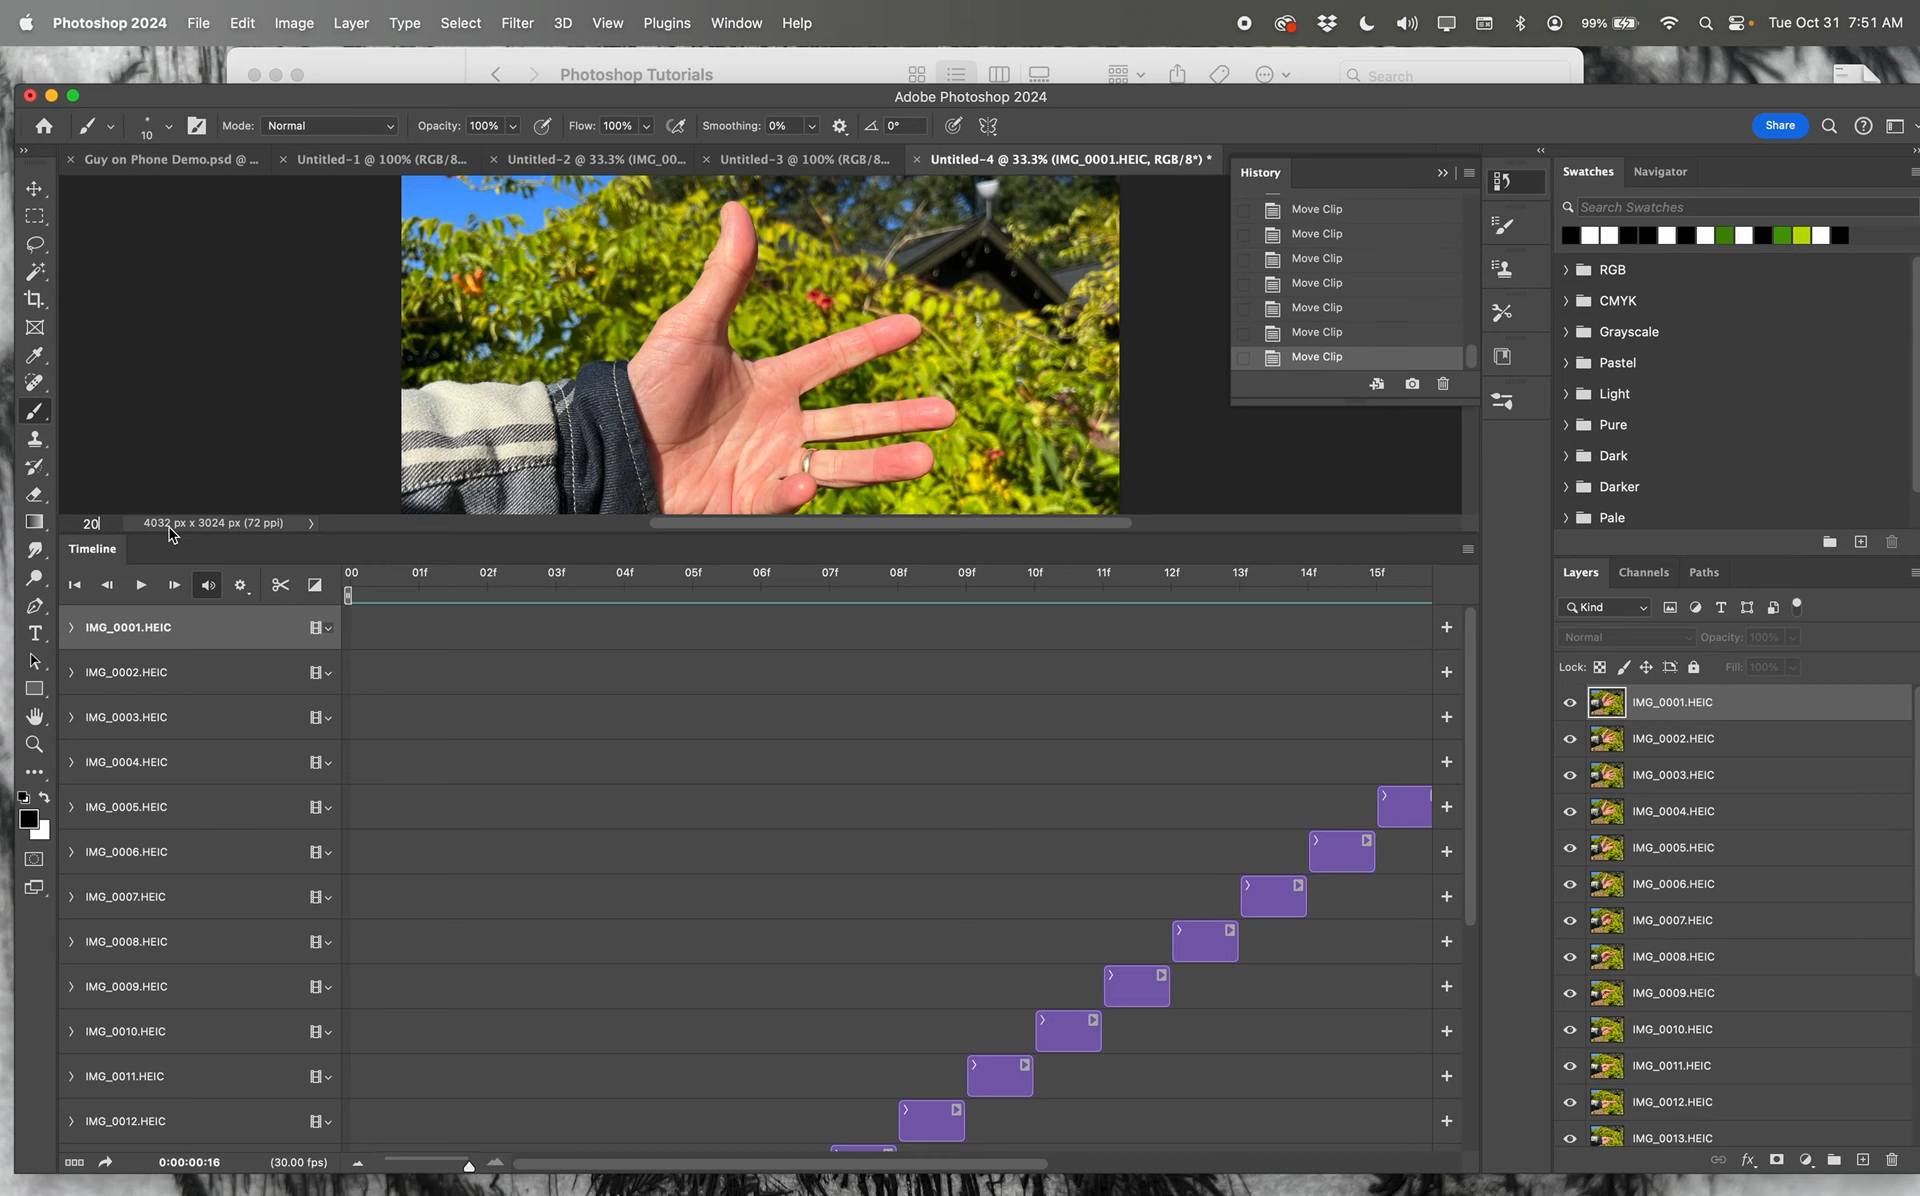 Photoshop 2024 File Edit Image Layer Type Select Filter 3D View Plugins Window Help 99% Tue Oct 31 7:51 AM
Photoshop Tutorials Search
Adobe Photoshop 2024
10 Mode: Normal Opacity: 100% Flow: 100% Smoothing: 0% 0° Share
Guy on Phone Demo.psd @ ... Untitled-1 @ 100% (RGB/8... Untitled-2 @ 33.3% (IMG_00... Untitled-3 @ 100% (RGB/8... Untitled-4 @ 33.3% (IMG_0001.HEIC, RGB/8*) *
History
Move Clip
Move Clip
Move Clip
Move Clip
Move Clip
Move Clip
Move Clip
Swatches Navigator
Search Swatches
RGB
CMYK
Grayscale
Pastel
Light
Pure
Dark
Darker
Pale
20 4032 px x 3024 px (72 ppi)
Timeline
00 01f 02f 03f 04f 05f 06f 07f 08f 09f 10f 11f 12f 13f 14f 15f
IMG_0001.HEIC
IMG_0002.HEIC
IMG_0003.HEIC
IMG_0004.HEIC
IMG_0005.HEIC
IMG_0006.HEIC
IMG_0007.HEIC
IMG_0008.HEIC
IMG_0009.HEIC
IMG_0010.HEIC
IMG_0011.HEIC
IMG_0012.HEIC
0:00:00:16 (30.00 fps)
Layers Channels Paths
Kind
Normal Opacity: 100%
Lock: Fill: 100%
IMG_0001.HEIC
IMG_0002.HEIC
IMG_0003.HEIC
IMG_0004.HEIC
IMG_0005.HEIC
IMG_0006.HEIC
IMG_0007.HEIC
IMG_0008.HEIC
IMG_0009.HEIC
IMG_0010.HEIC
IMG_0011.HEIC
IMG_0012.HEIC
IMG_0013.HEIC
fx